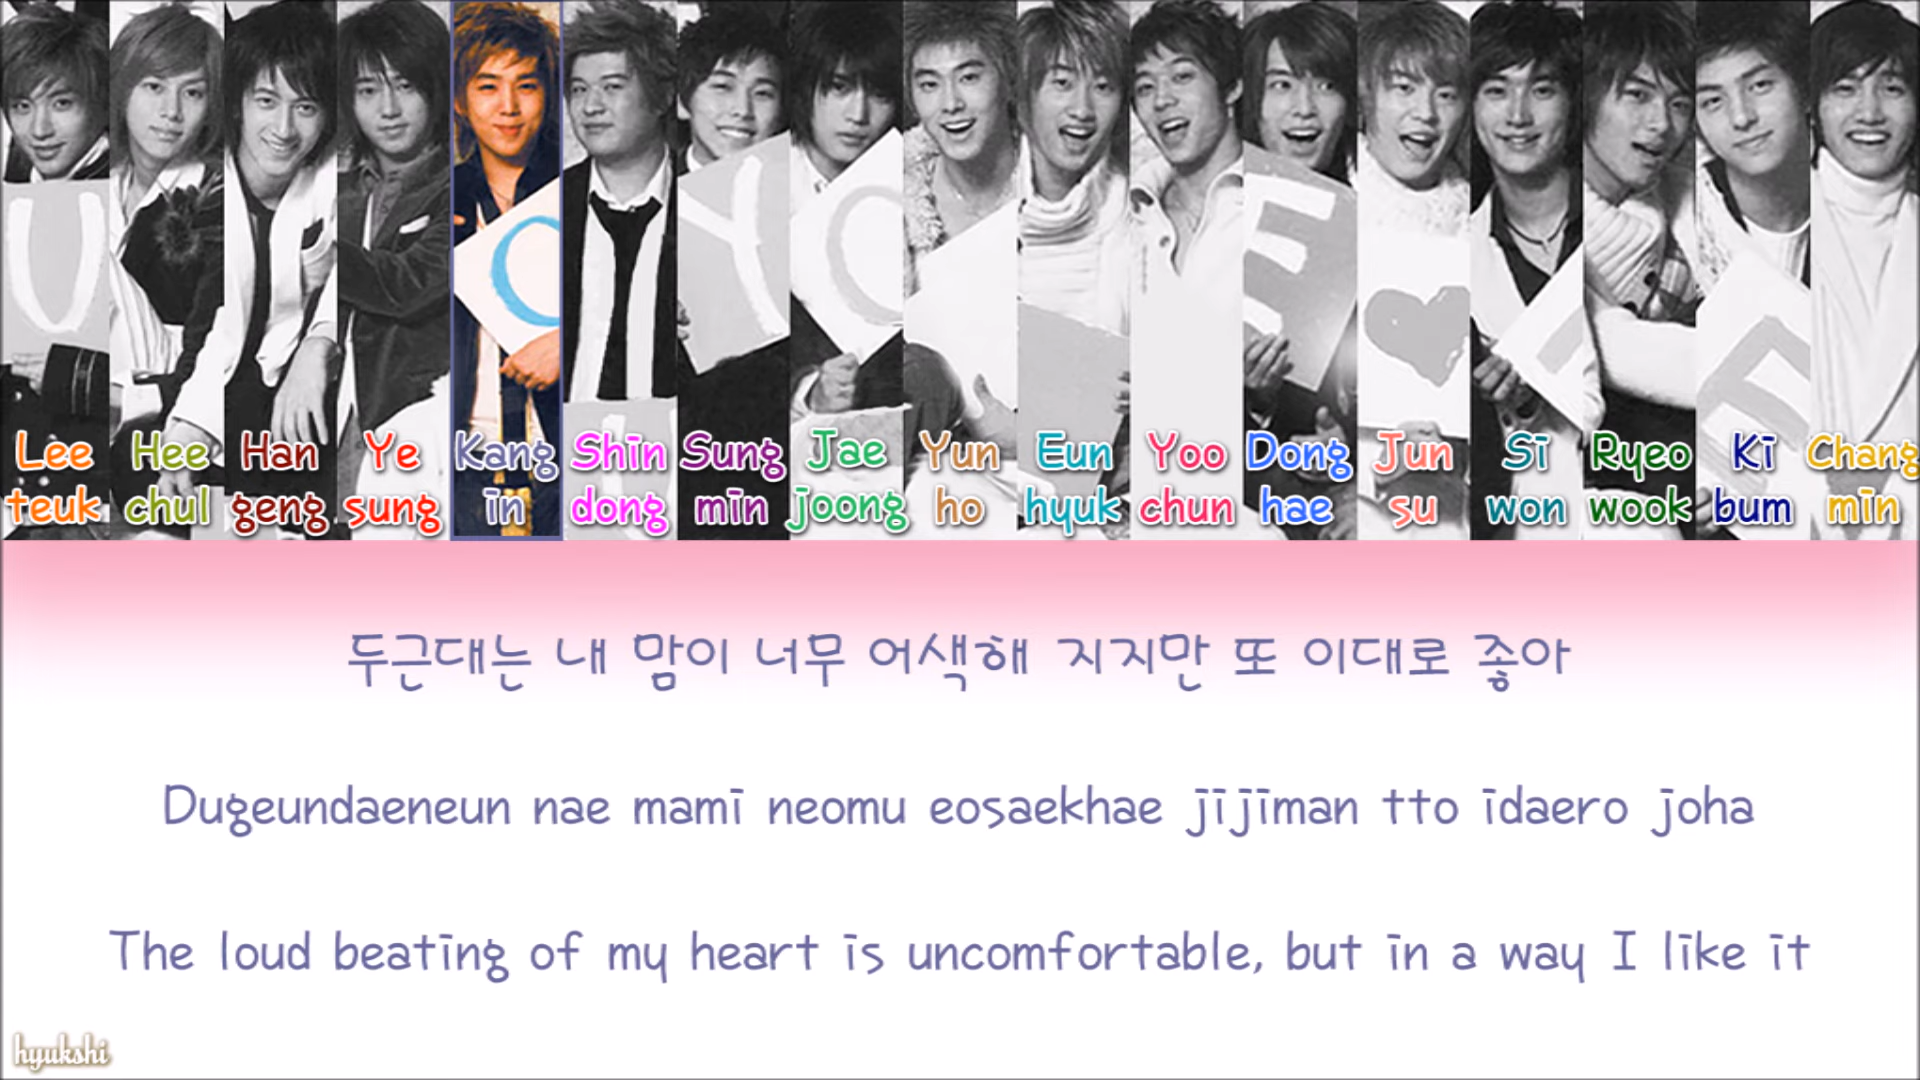 U
C
Y
O
E
E
Lee teuk
Hee chul
Han geng
Ye sung
Kang in
Shin dong
Sung min
Jae joong
Yun ho
Eun hyuk
Yoo chun
Dong hae
Jun su
Si won
Ryeo wook
Ki bum
Chang min
두근대는 내 맘이 너무 어색해 지지만 또 이대로 좋아
Dugeundaeneun nae mami neomu eosaekhae jijiman tto idaero joha
The loud beating of my heart is uncomfortable, but in a way I like it
hyukshi